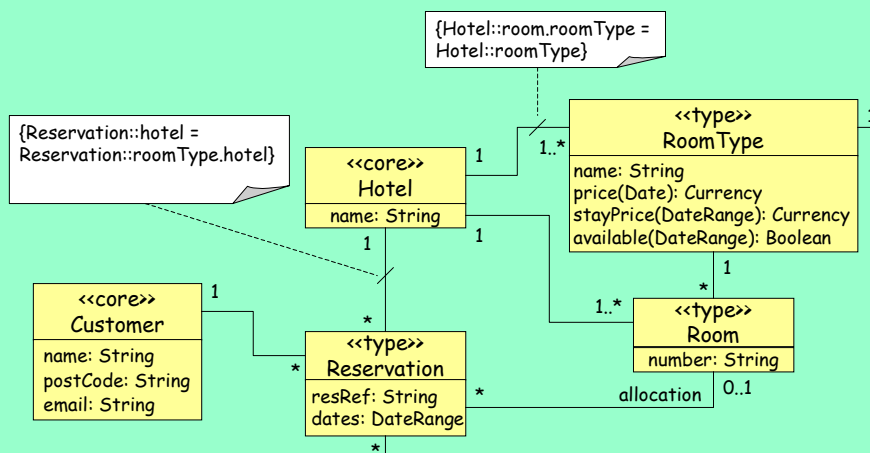 {Hotel::room.roomType =
Hotel::roomType}
{Reservation::hotel =
Reservation::roomType.hotel}
<<type>>
RoomType
name: String
price(Date): Currency
stayPrice(DateRange): Currency
available(DateRange): Boolean
1
1
1..*
<<core>>
Hotel
name: String
1
1
1
*
1..*
*
<<core>>
Customer
name: String
postCode: String
email: String
1
*
<<type>>
Reservation
resRef: String
dates: DateRange
*
*
<<type>>
Room
number: String
allocation
0..1